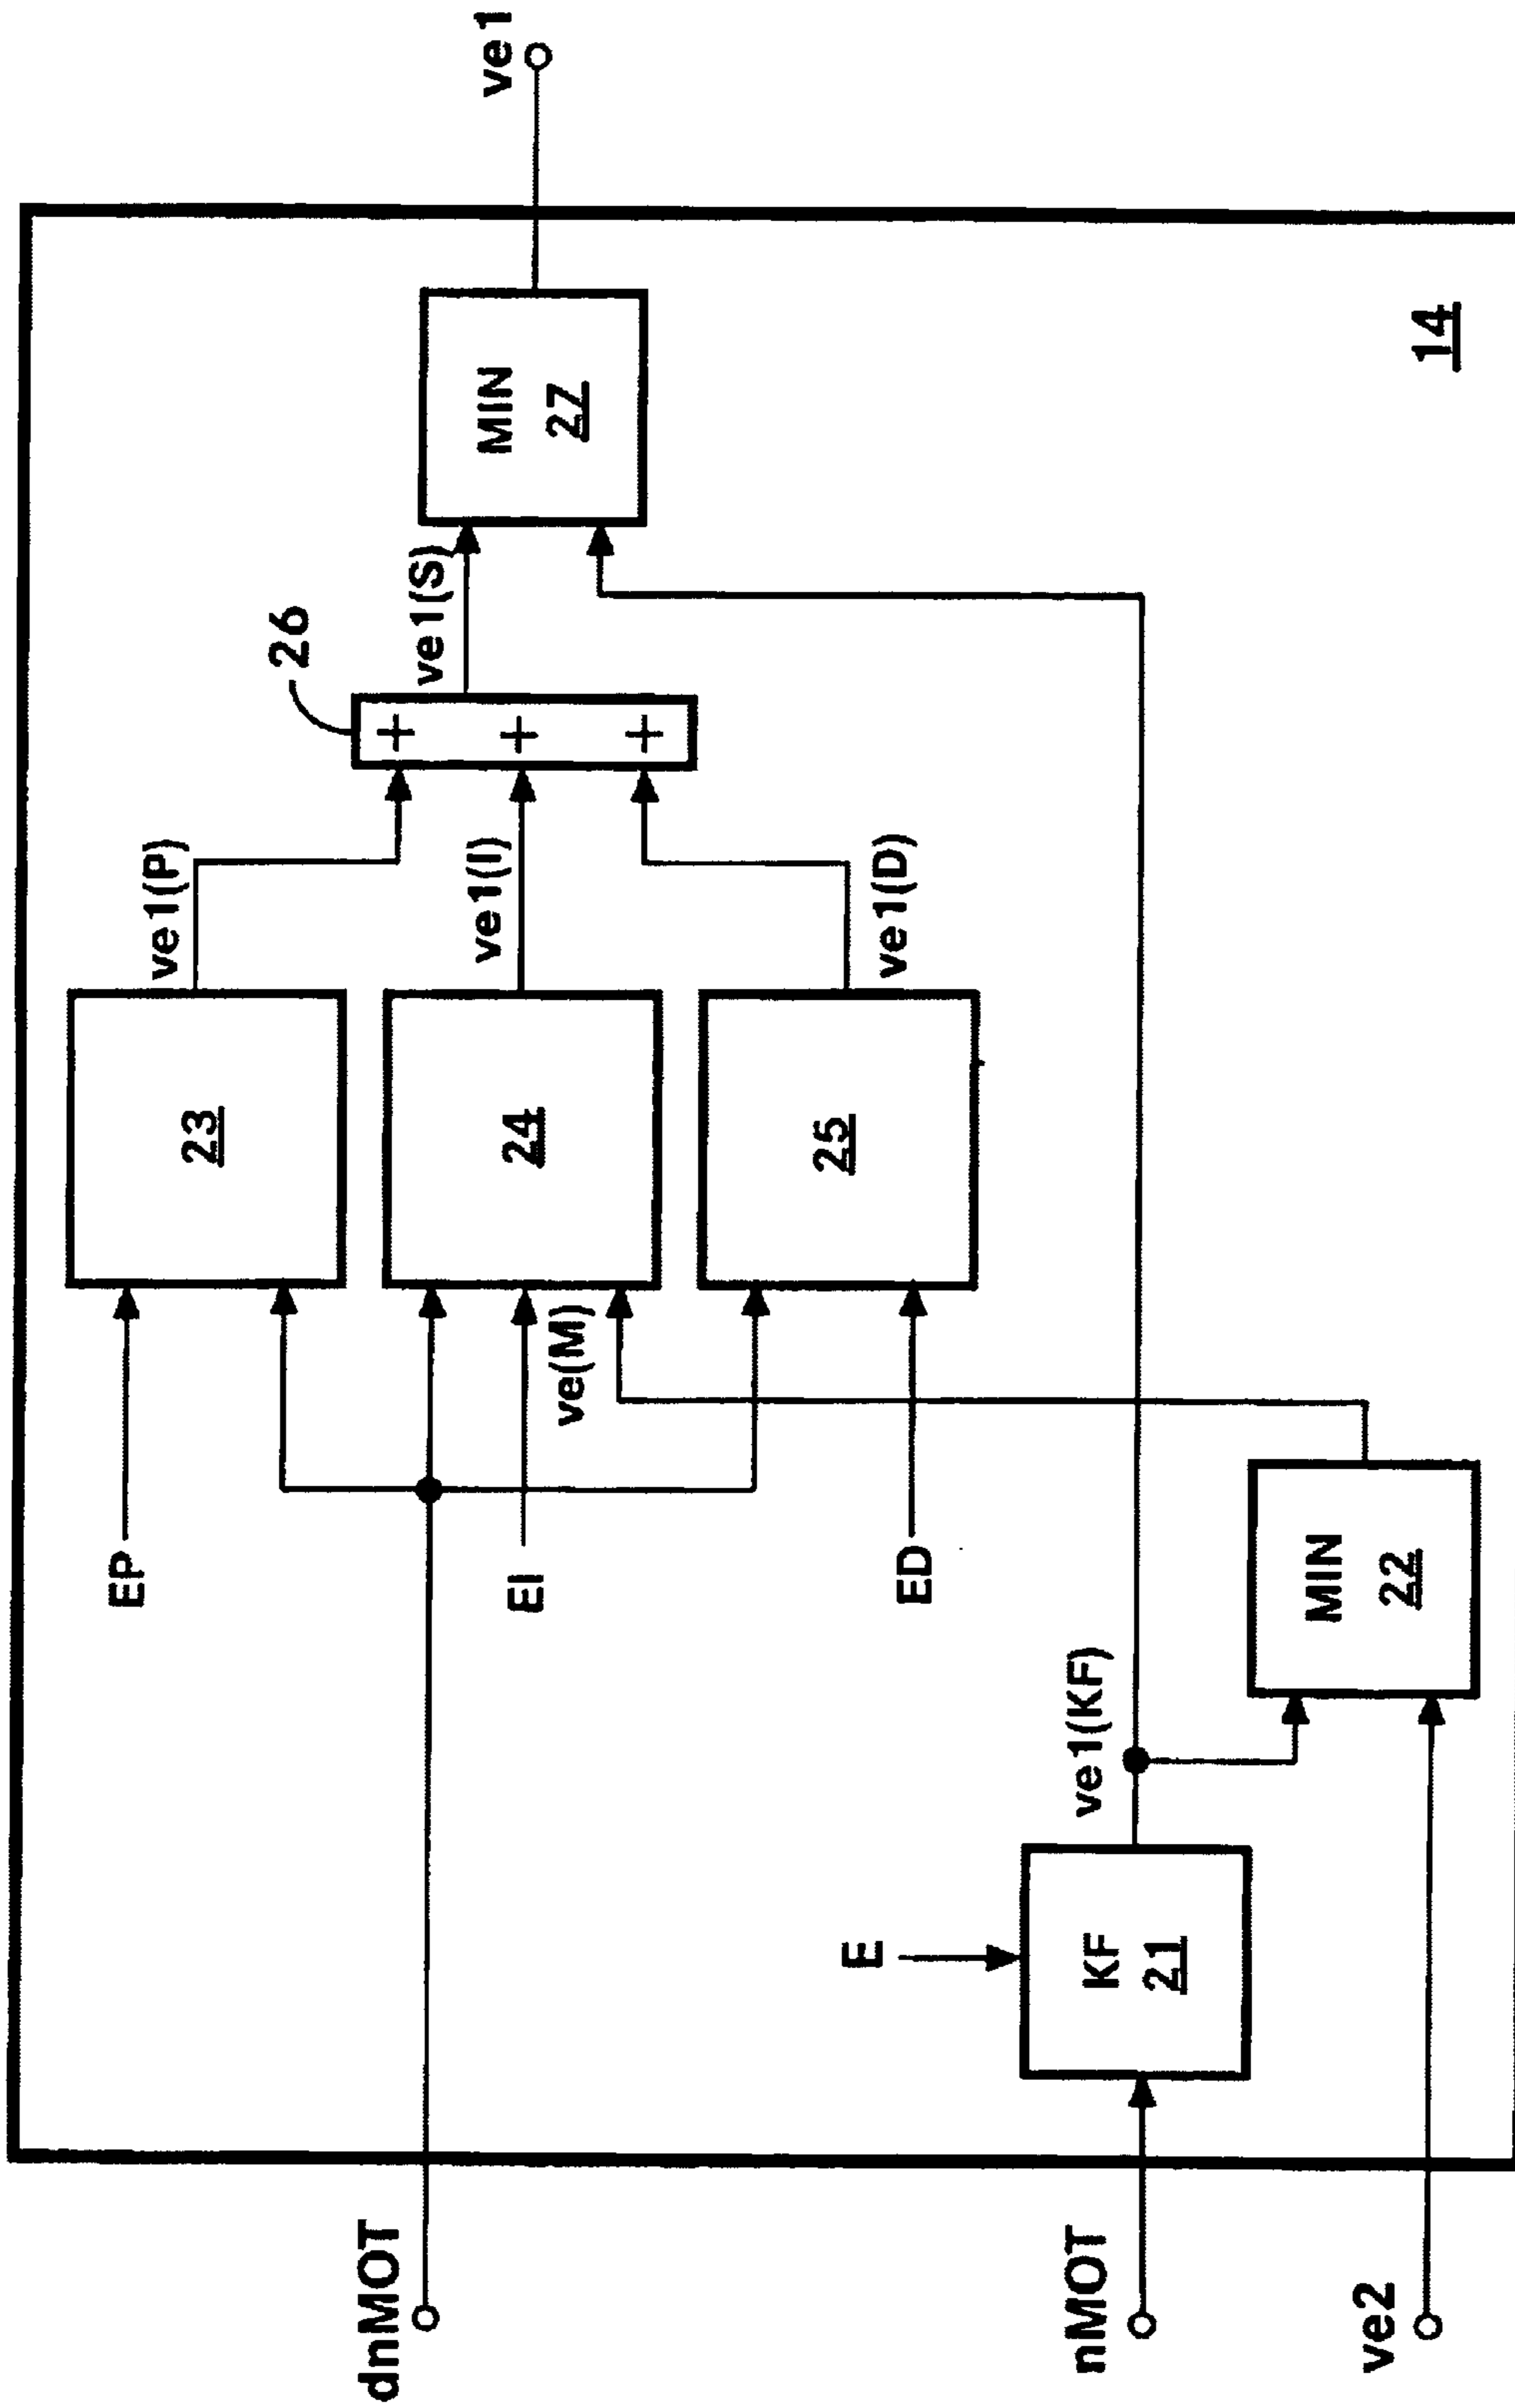 ve1
MIN
27
14
26
ve1(S)
ve1(P)
ve1(I)
ve1(D)
23
24
25
EP
EI
ve(M)
ED
ve1(KF)
MIN
22
E
KF
21
dnMOT
nMOT
ve2
+
+
+